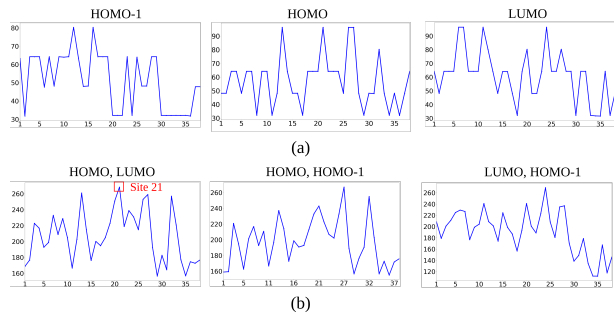 HOMO-1 HOMO LUMO
80 70 60 50 40 30
1 5 10 15 20 25 30 35
90 80 70 60 50 40 30
1 5 10 15 20 25 30 35
90 80 70 60 50 40 30
1 5 10 15 20 25 30 35
(a)
HOMO, LUMO HOMO, HOMO-1 LUMO, HOMO-1
Site 21
260 240 220 200 180 160
1 5 10 15 20 25 30 35
260 240 220 200 180 160
1 6 11 16 21 27 32 37
260 240 220 200 180 160 140 120
1 5 10 15 20 25 30 35
(b)